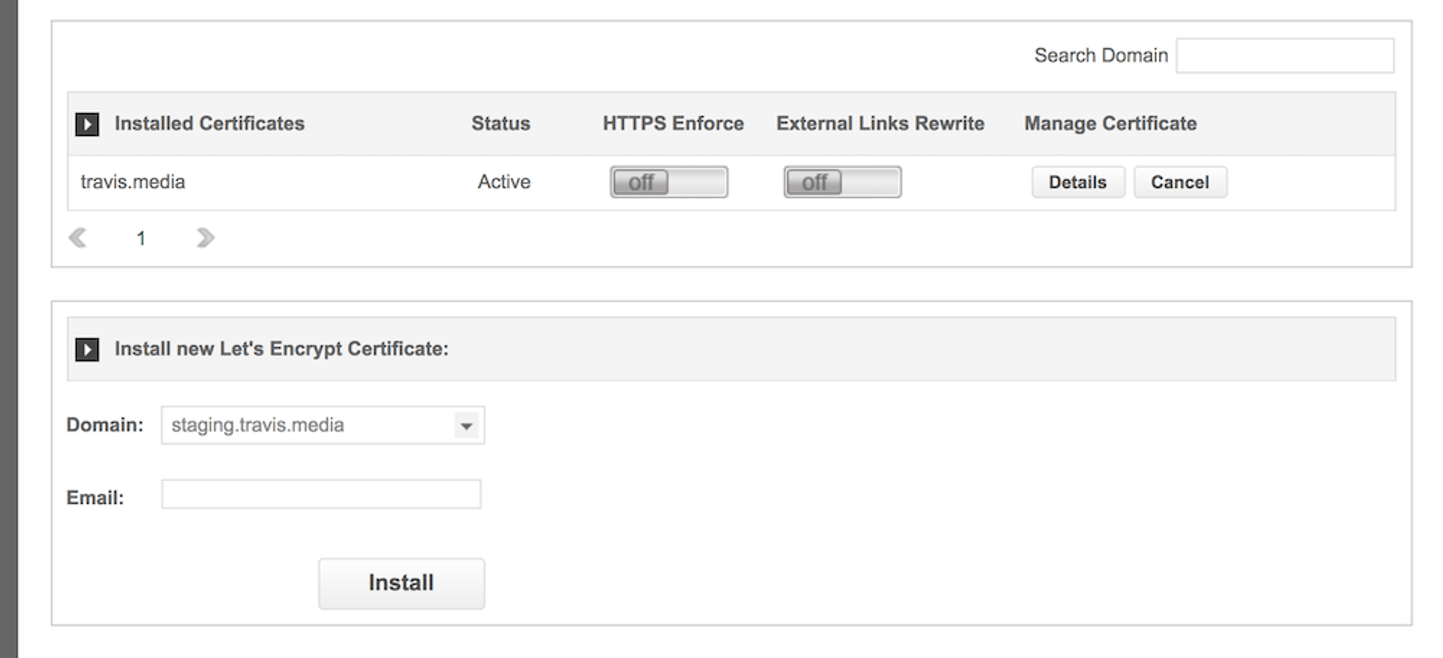 Search Domain
Installed Certificates Status HTTPS Enforce External Links Rewrite Manage Certificate
travis.media Active off off Details Cancel
1
Install new Let's Encrypt Certificate:
Domain: staging.travis.media
Email:
Install